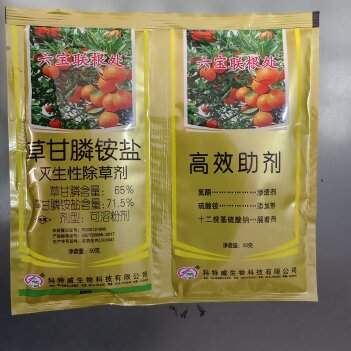 六宝联根处
草甘膦铵盐
灭生性除草剂
草甘膦含量：65%
草甘膦铵盐含量：71.5%
剂型：可溶粉剂
净含量：50克
科特威生物科技有限公司
六宝联根处
高效助剂
氮酮………………渗透剂
硫酸铵………………添加剂
十二烷基硫酸钠……展着剂
净含量：50克
科特威生物科技有限公司